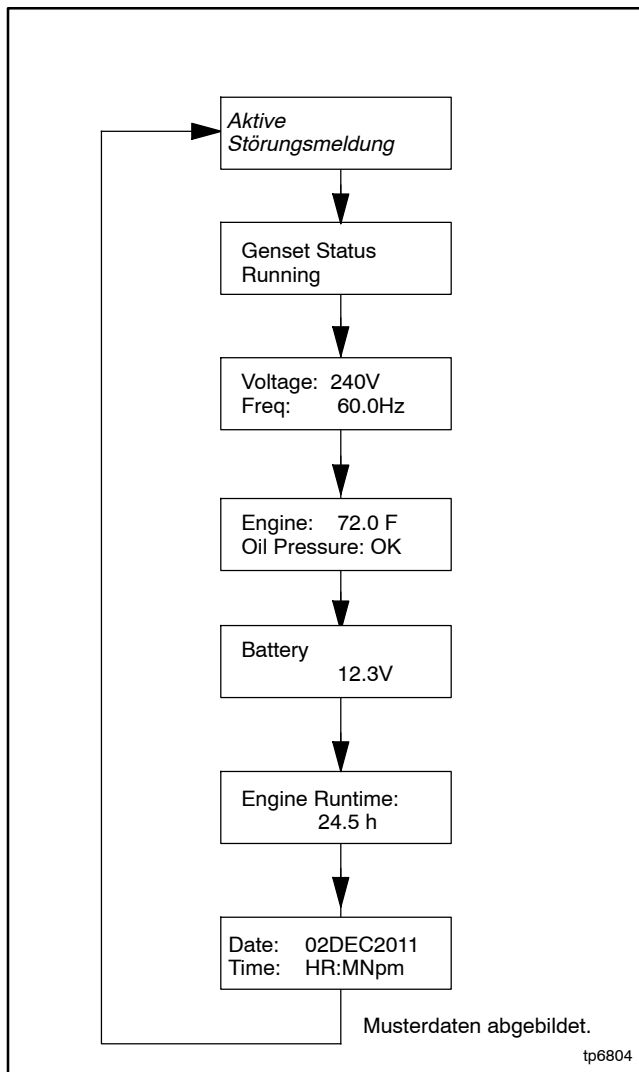 Aktive
Störungsmeldung
Genset Status
Running
Voltage: 240V
Freq: 60.0Hz
Engine: 72.0 F
Oil Pressure: OK
Battery
12.3V
Engine Runtime:
24.5 h
Date: 02DEC2011
Time: HR:MNpm
Musterdaten abgebildet.
tp6804